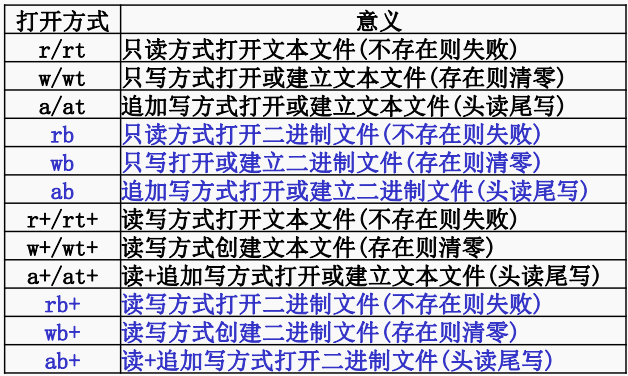 打开方式 意义
r/rt 只读方式打开文本文件(不存在则失败)
w/wt 只写方式打开或建立文本文件(存在则清零)
a/at 追加写方式打开或建立文本文件(头读尾写)
rb 只读方式打开二进制文件(不存在则失败)
wb 只写打开或建立二进制文件(存在则清零)
ab 追加写方式打开或建立二进制文件(头读尾写)
r+/rt+ 读写方式打开文本文件(不存在则失败)
w+/wt+ 读写方式创建文本文件(存在则清零)
a+/at+ 读+追加写方式打开或建立文本文件(头读尾写)
rb+ 读写方式打开二进制文件(不存在则失败)
wb+ 读写方式创建二进制文件(存在则清零)
ab+ 读+追加写方式打开二进制文件(头读尾写)